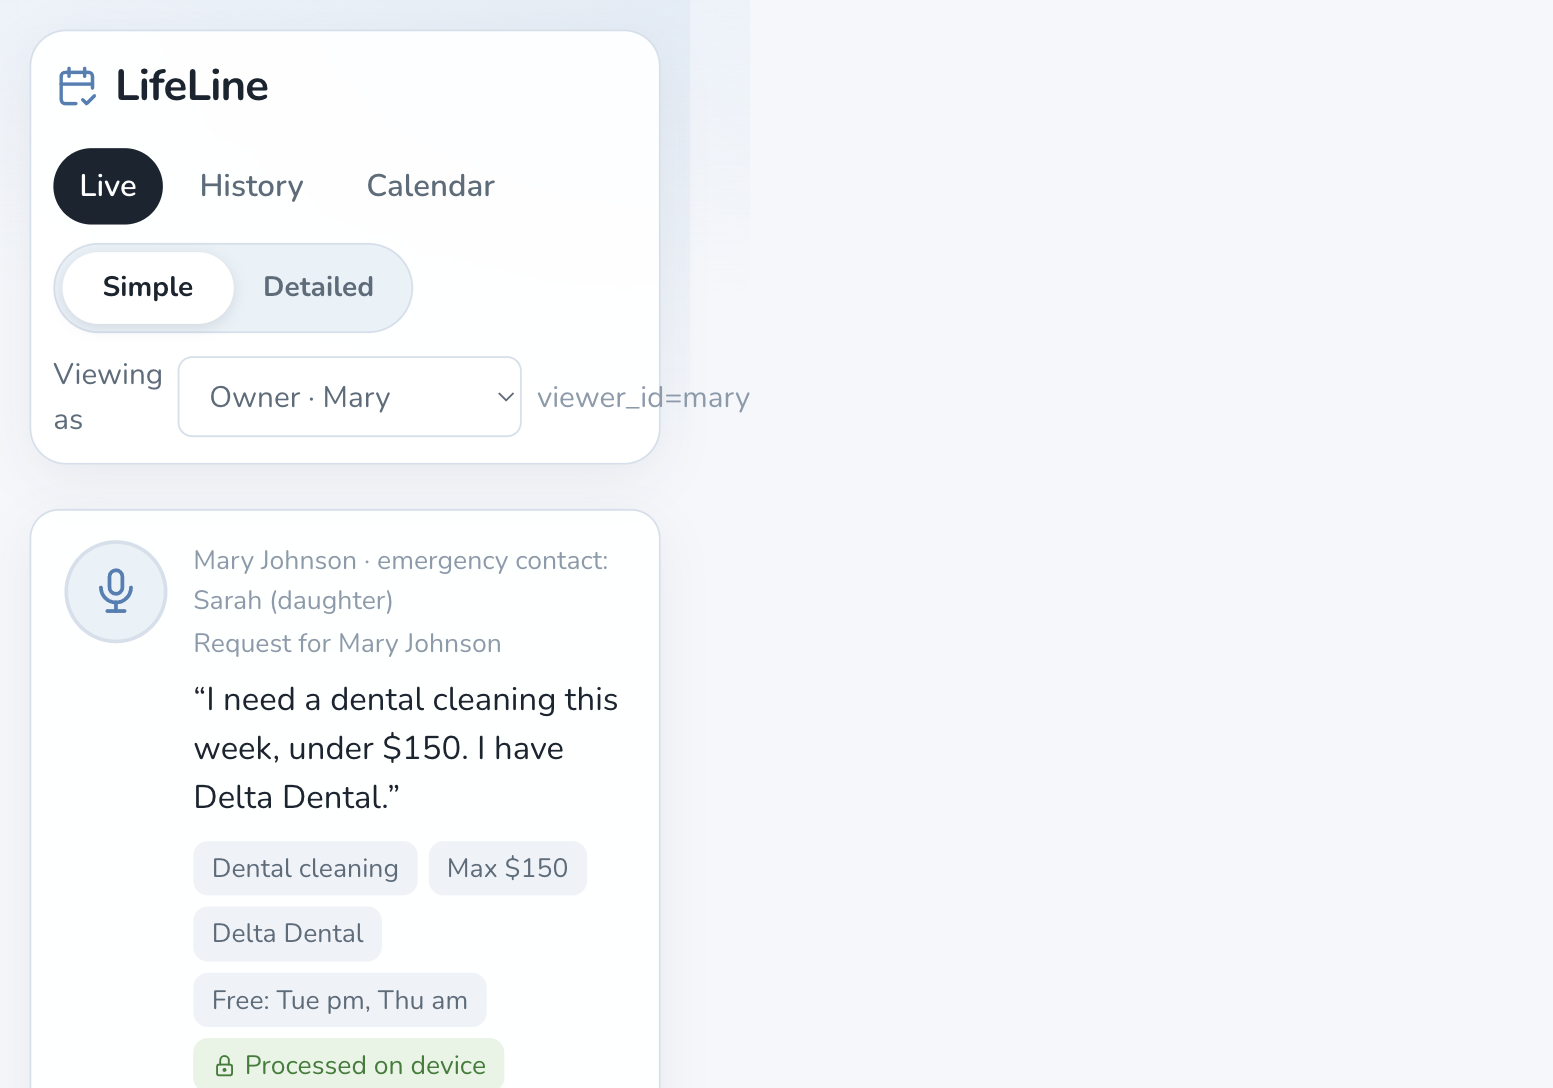 LifeLine
Live History Calendar
Simple Detailed
Viewing as
Owner · Mary
viewer_id=mary
Mary Johnson · emergency contact:
Sarah (daughter)
Request for Mary Johnson
“I need a dental cleaning this
week, under $150. I have
Delta Dental.”
Dental cleaning Max $150
Delta Dental
Free: Tue pm, Thu am
Processed on device